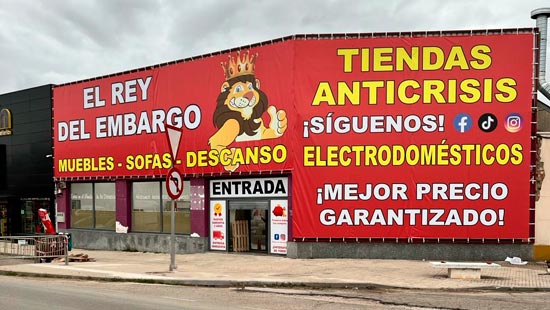 EL REY
DEL EMBARGO
MUEBLES - SOFAS - DESCANSO
TIENDAS
ANTICRISIS
¡SÍGUENOS!
ELECTRODOMÉSTICOS
¡MEJOR PRECIO
GARANTIZADO!
ENTRADA